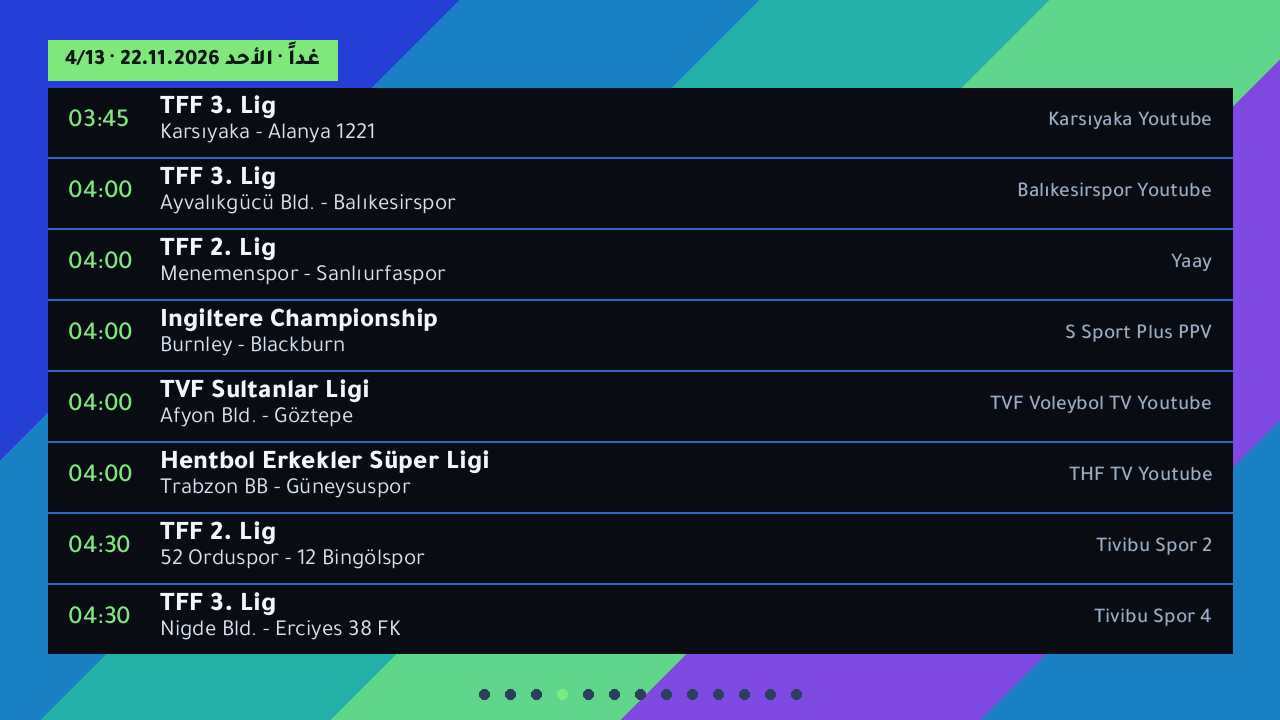 غداً · الأحد 22.11.2026 · 4/13
03:45
TFF 3. Lig
Karsıyaka - Alanya 1221
Karsıyaka Youtube
04:00
TFF 3. Lig
Ayvalıkgücü Bld. - Balıkesirspor
Balıkesirspor Youtube
04:00
TFF 2. Lig
Menemenspor - Sanlıurfaspor
Yaay
04:00
Ingiltere Championship
Burnley - Blackburn
S Sport Plus PPV
04:00
TVF Sultanlar Ligi
Afyon Bld. - Göztepe
TVF Voleybol TV Youtube
04:00
Hentbol Erkekler Süper Ligi
Trabzon BB - Güneysuspor
THF TV Youtube
04:30
TFF 2. Lig
52 Orduspor - 12 Bingölspor
Tivibu Spor 2
04:30
TFF 3. Lig
Nigde Bld. - Erciyes 38 FK
Tivibu Spor 4